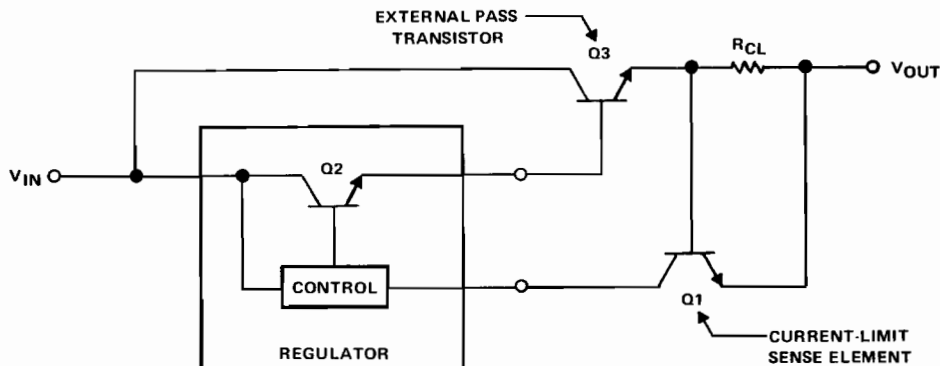 EXTERNAL PASS
TRANSISTOR
Q3
RCL
VOUT
VIN
Q2
CONTROL
Q1
REGULATOR
CURRENT-LIMIT
SENSE ELEMENT